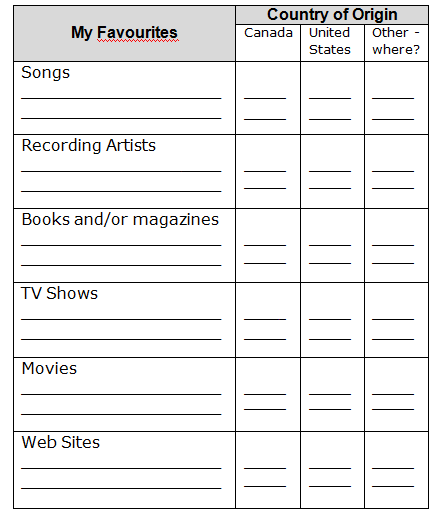 My Favourites
Country of Origin
Canada
United States
Other - where?
Songs
Recording Artists
Books and/or magazines
TV Shows
Movies
Web Sites